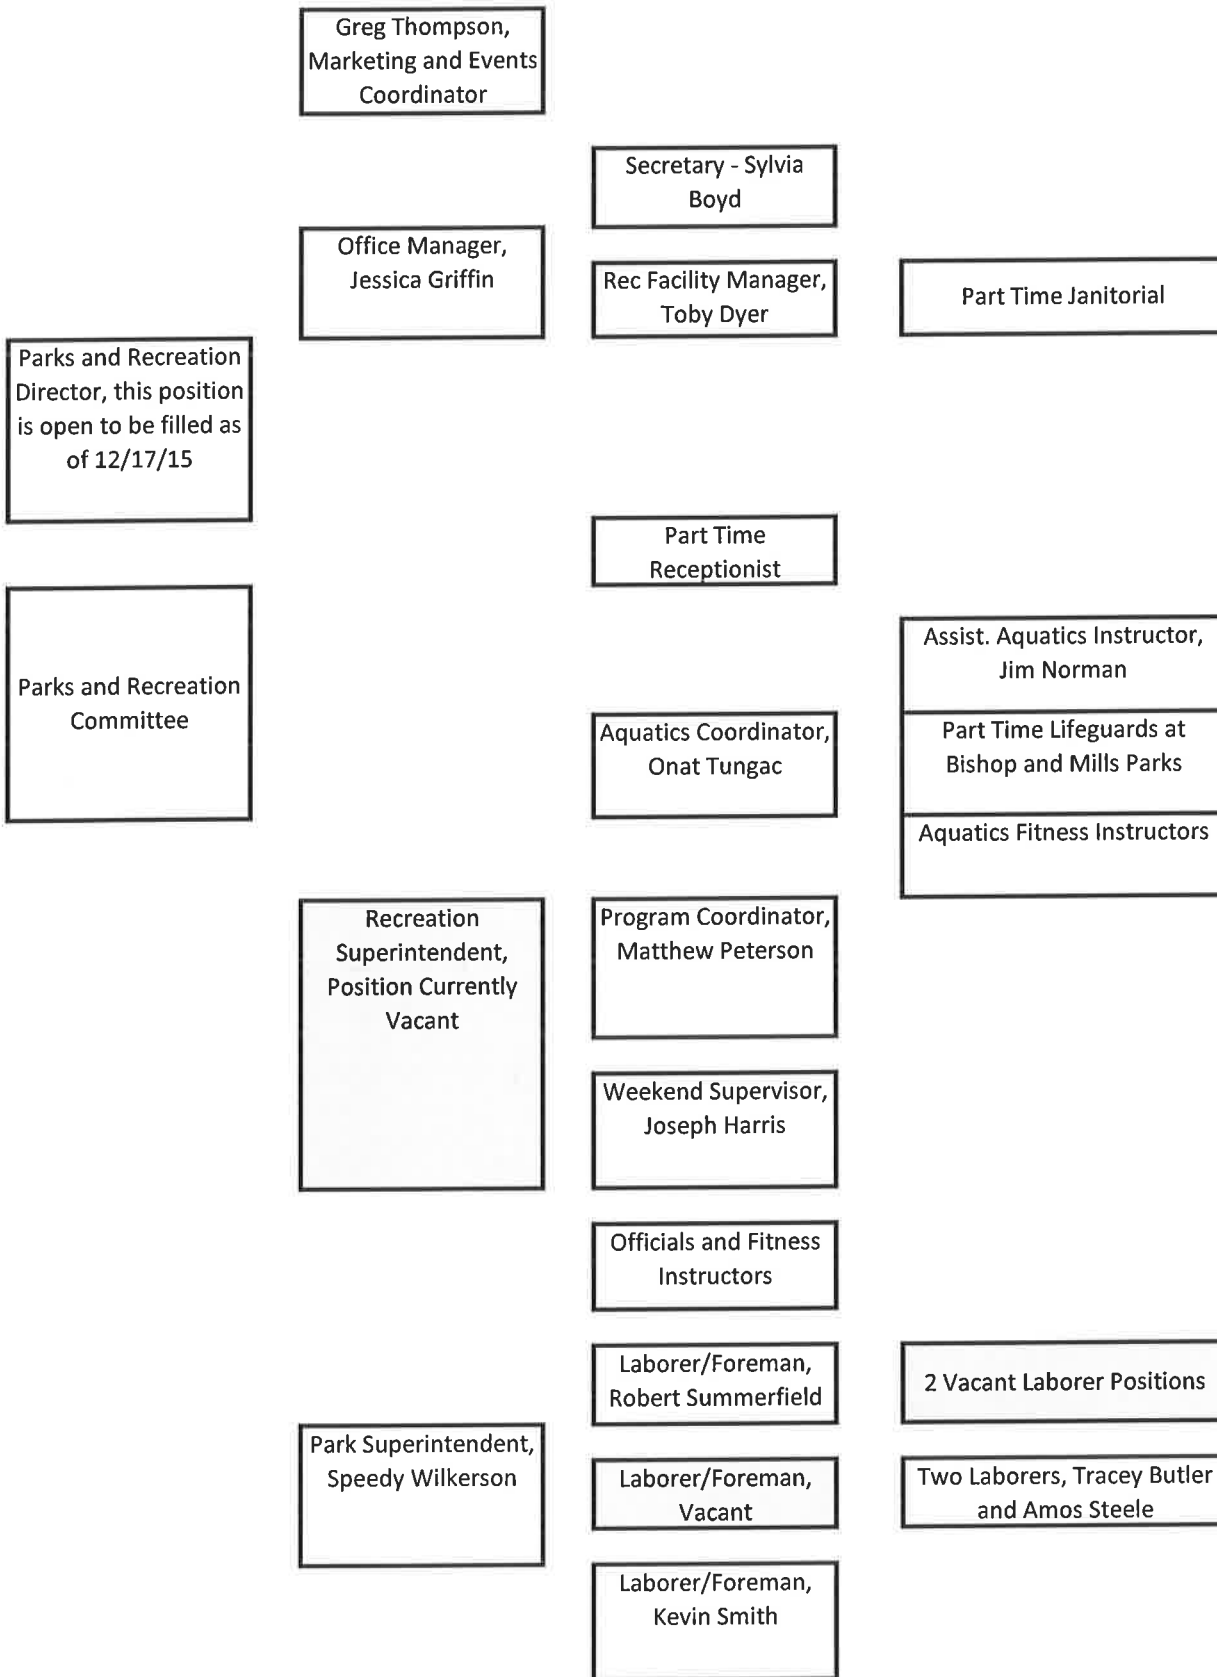 Greg Thompson,
Marketing and Events
Coordinator
Secretary - Sylvia
Boyd
Office Manager,
Jessica Griffin
Rec Facility Manager,
Toby Dyer
Part Time Janitorial
Parks and Recreation
Director, this position
is open to be filled as
of 12/17/15
Part Time
Receptionist
Parks and Recreation
Committee
Assist. Aquatics Instructor,
Jim Norman
Aquatics Coordinator,
Onat Tungac
Part Time Lifeguards at
Bishop and Mills Parks
Aquatics Fitness Instructors
Recreation
Superintendent,
Position Currently
Vacant
Program Coordinator,
Matthew Peterson
Weekend Supervisor,
Joseph Harris
Officials and Fitness
Instructors
Laborer/Foreman,
Robert Summerfield
2 Vacant Laborer Positions
Park Superintendent,
Speedy Wilkerson
Laborer/Foreman,
Vacant
Two Laborers, Tracey Butler
and Amos Steele
Laborer/Foreman,
Kevin Smith